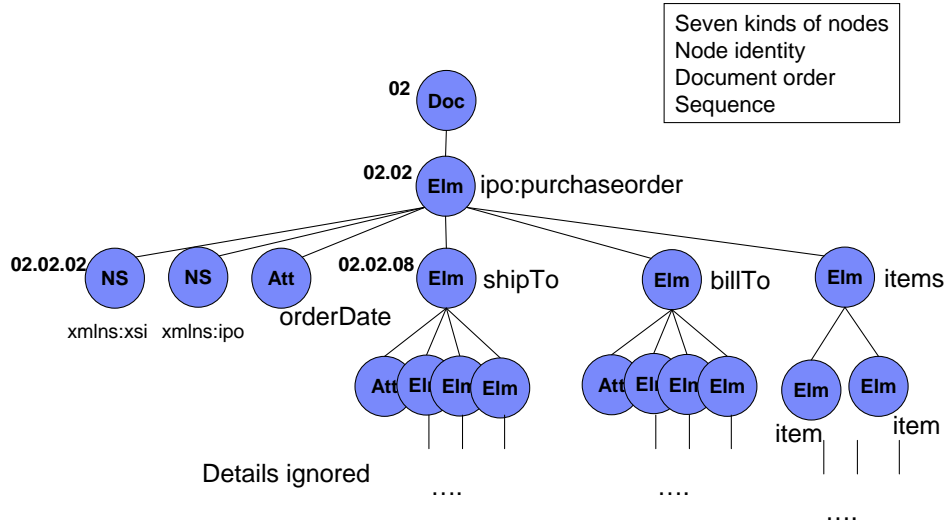 Seven kinds of nodes
Node identity
Document order
Sequence
02
Doc
02.02
Elm
ipo:purchaseorder
02.02.02
NS
NS
Att
02.02.08
Elm
shipTo
Elm
billTo
Elm
items
xmlns:xsi
xmlns:ipo
orderDate
Att
Elm
Elm
Elm
Att
Elm
Elm
Elm
Elm
Elm
item
item
Details ignored
....
....
....